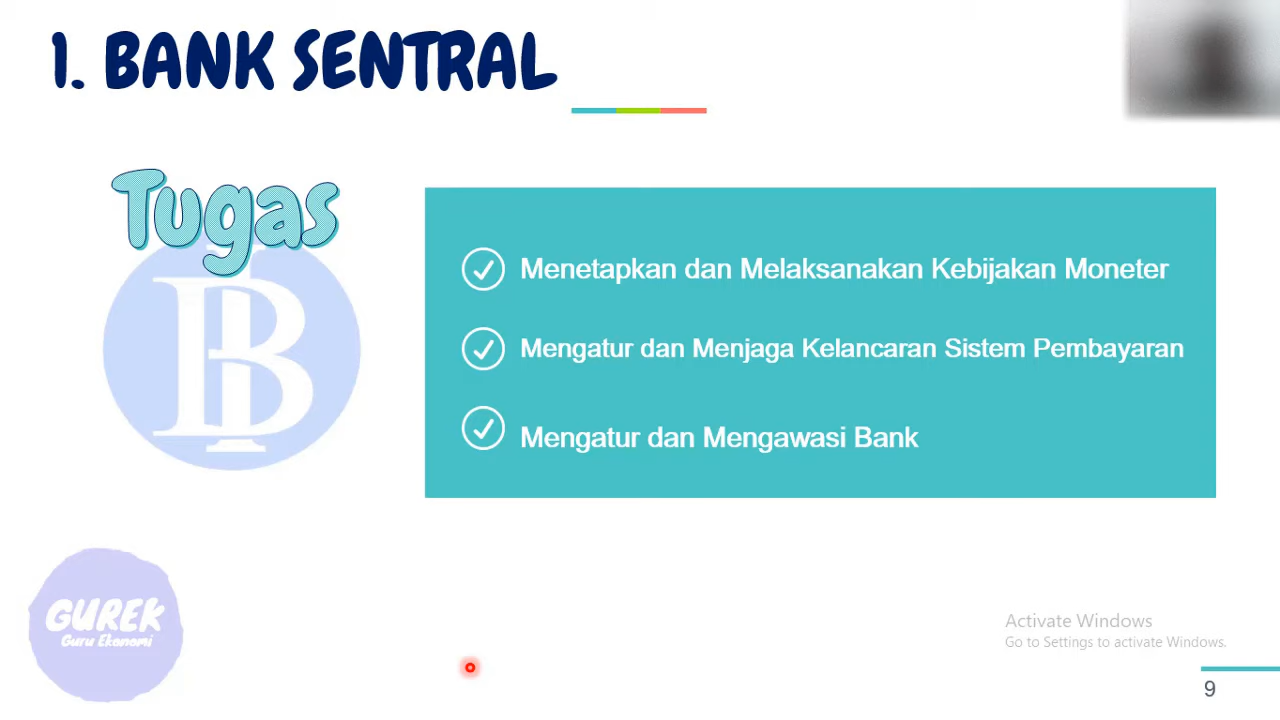 1. BANK SENTRAL
Tugas
BI
Menetapkan dan Melaksanakan Kebijakan Moneter
Mengatur dan Menjaga Kelancaran Sistem Pembayaran
Mengatur dan Mengawasi Bank
GUREK
Guru Ekonomi
Activate Windows
Go to Settings to activate Windows.
9